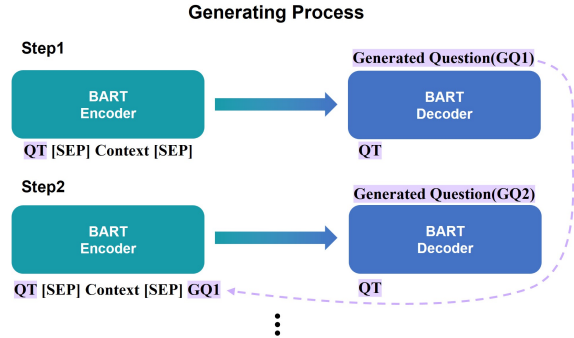 Generating Process
Step1
Generated Question(GQ1)
BART
Encoder
BART
Decoder
QT [SEP] Context [SEP]
QT
Step2
Generated Question(GQ2)
BART
Encoder
BART
Decoder
QT [SEP] Context [SEP] GQ1
QT